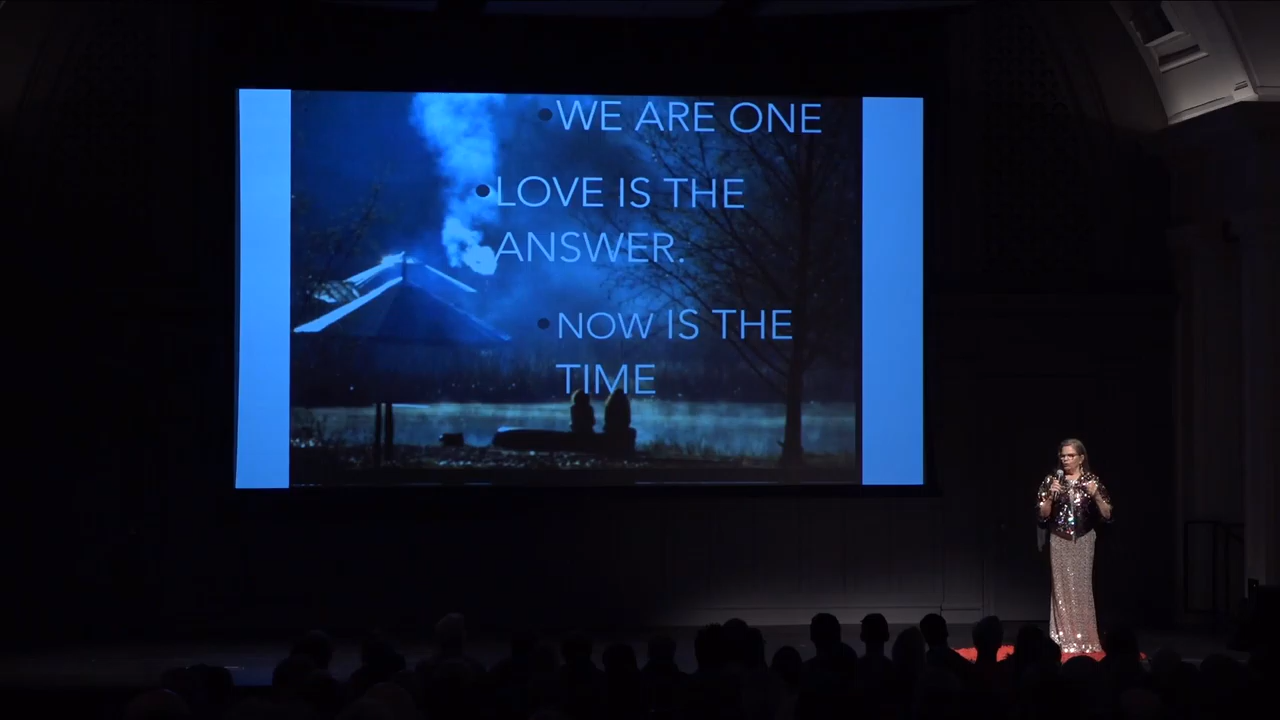 •WE ARE ONE
•LOVE IS THE
ANSWER.
•NOW IS THE
TIME